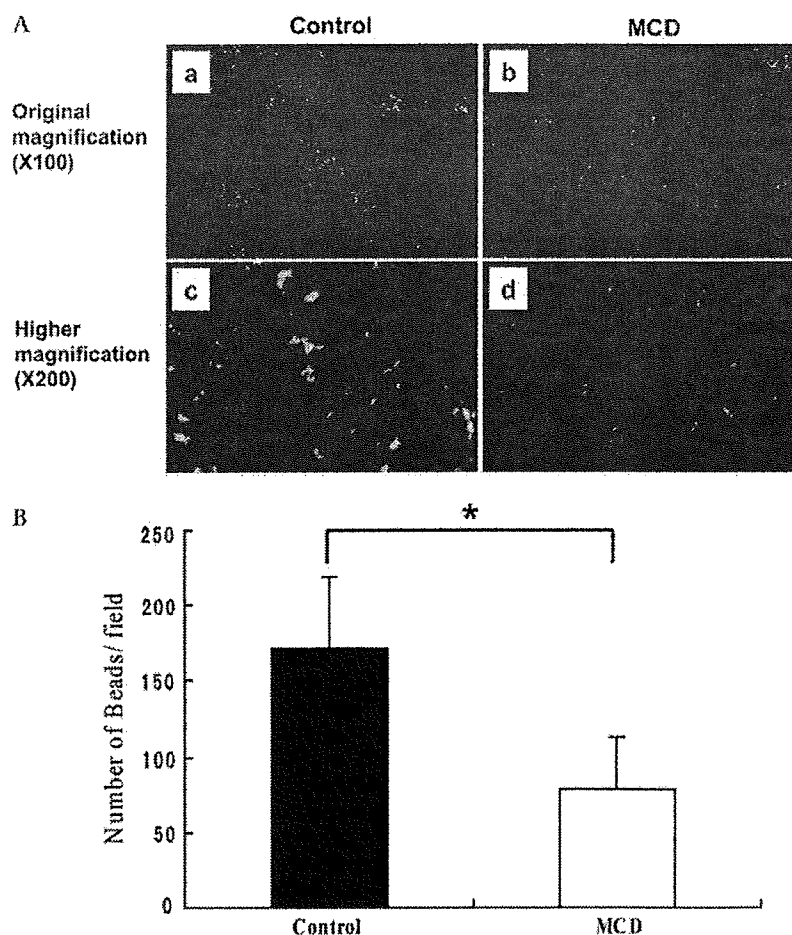 A
Control
MCD
a
b
Original
magnification
(X100)
c
d
Higher
magnification
(X200)
B
*
250
200
150
100
50
0
Number of Beads/ field
Control
MCD